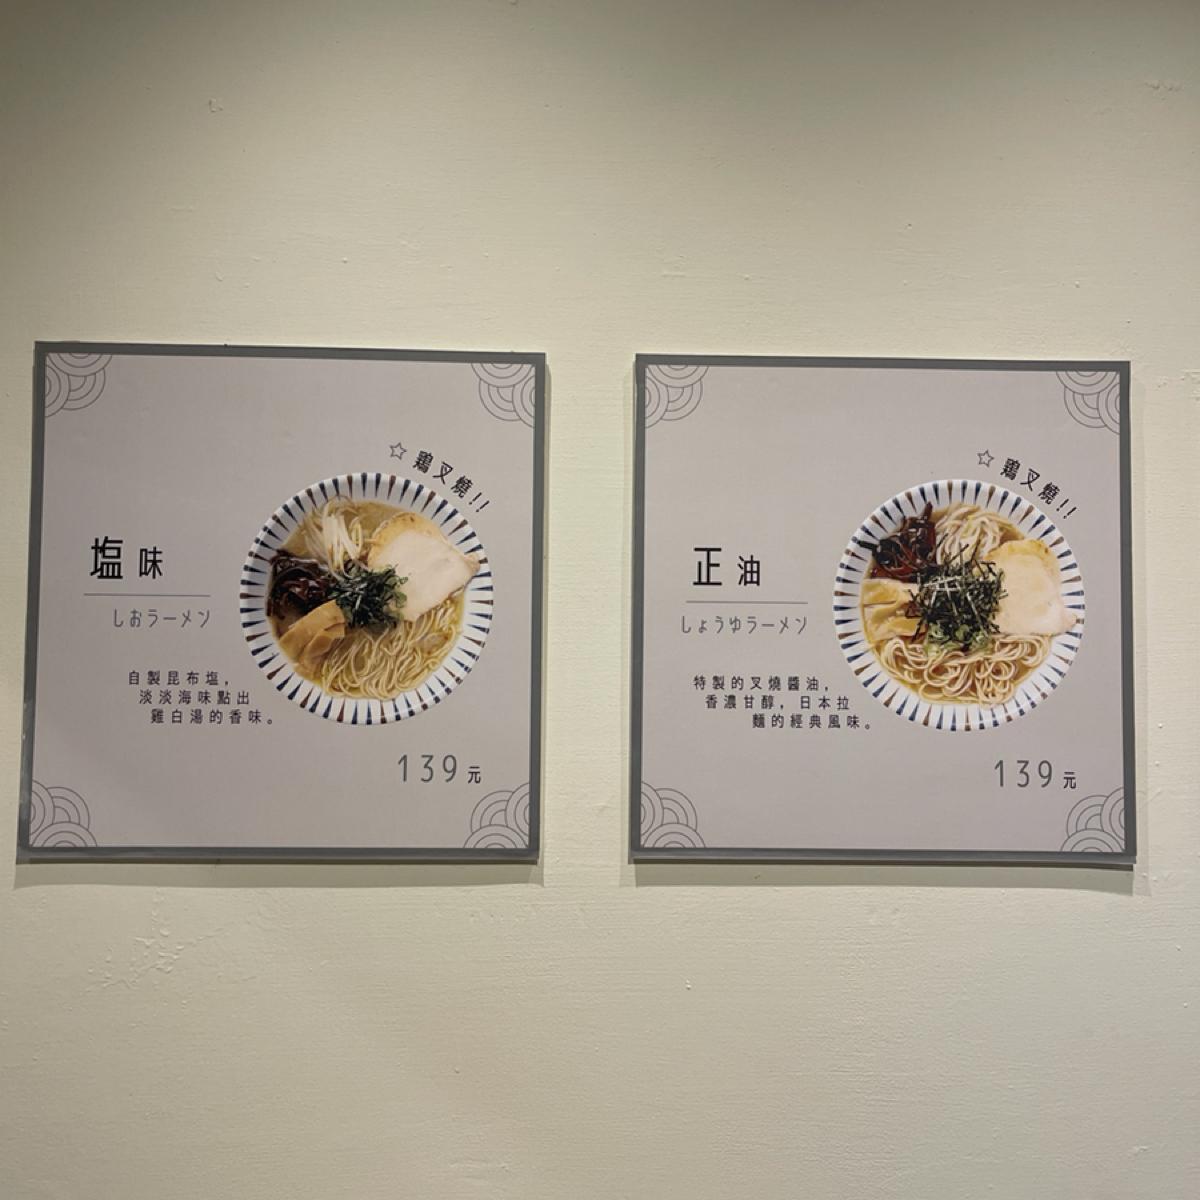 ☆鶏叉燒!!
塩味
しおラーメン
自製昆布塩，
淡淡海味點出
雞白湯的香味。
139元
☆鶏叉燒!!
正油
しょうゆラーメン
特製的叉燒醬油，
香濃甘醇，日本拉
麵的經典風味。
139元